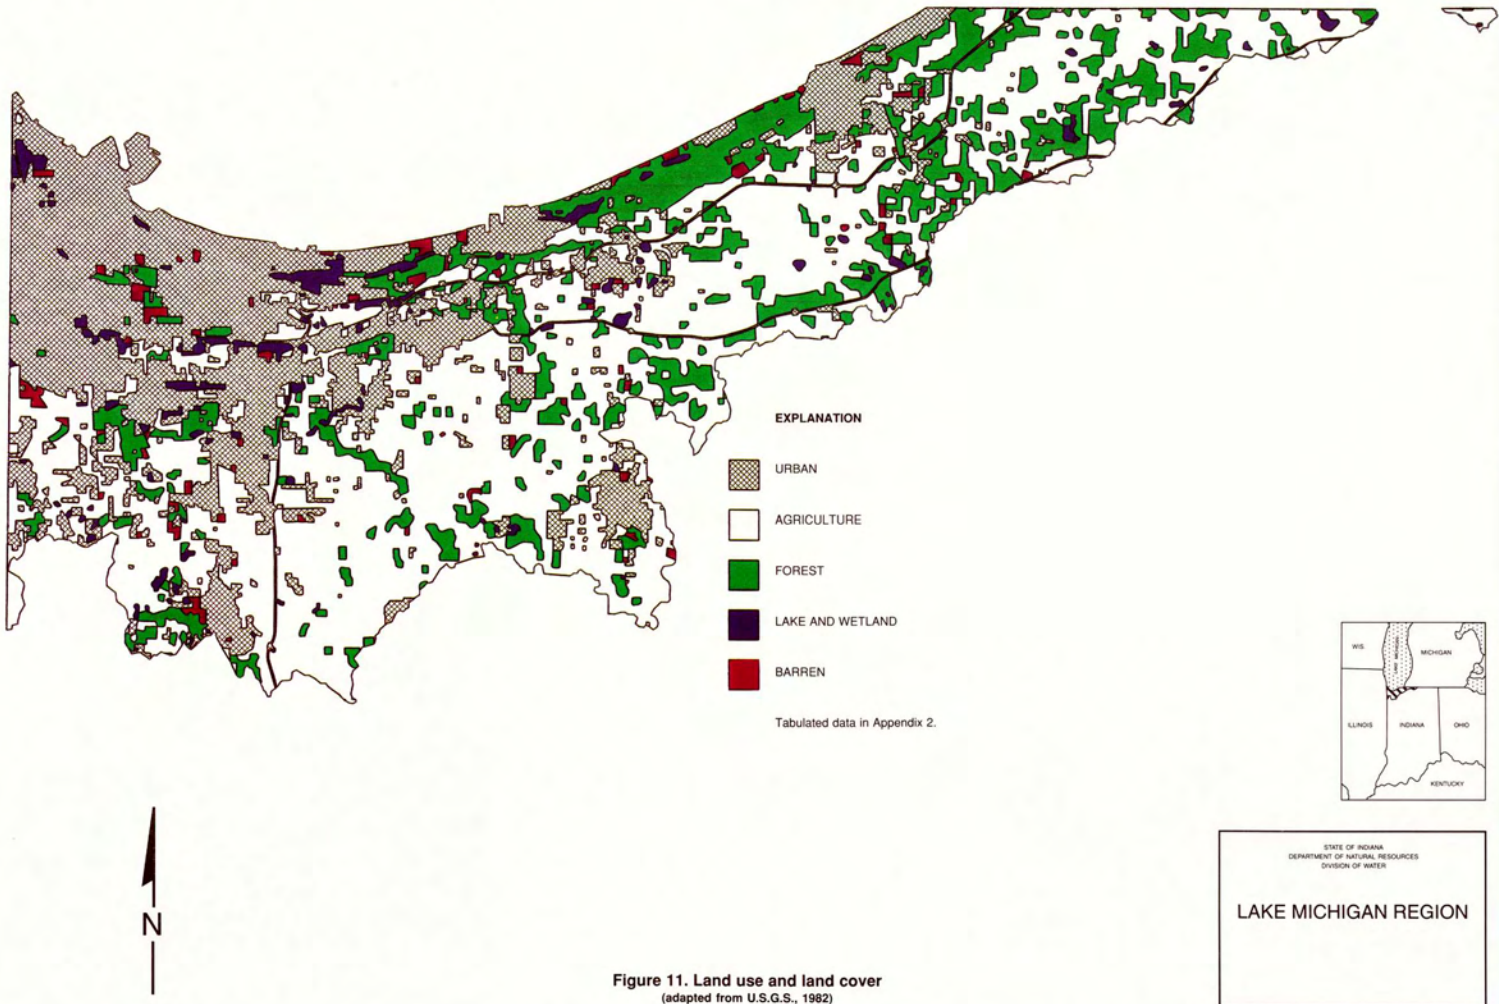 EXPLANATION
URBAN
AGRICULTURE
FOREST
LAKE AND WETLAND
BARREN
Tabulated data in Appendix 2.
WIS.
LAKE MICHIGAN
MICHIGAN
ILLINOIS
INDIANA
OHIO
KENTUCKY
N
STATE OF INDIANA
DEPARTMENT OF NATURAL RESOURCES
DIVISION OF WATER
LAKE MICHIGAN REGION
Figure 11. Land use and land cover
(adapted from U.S.G.S., 1982)